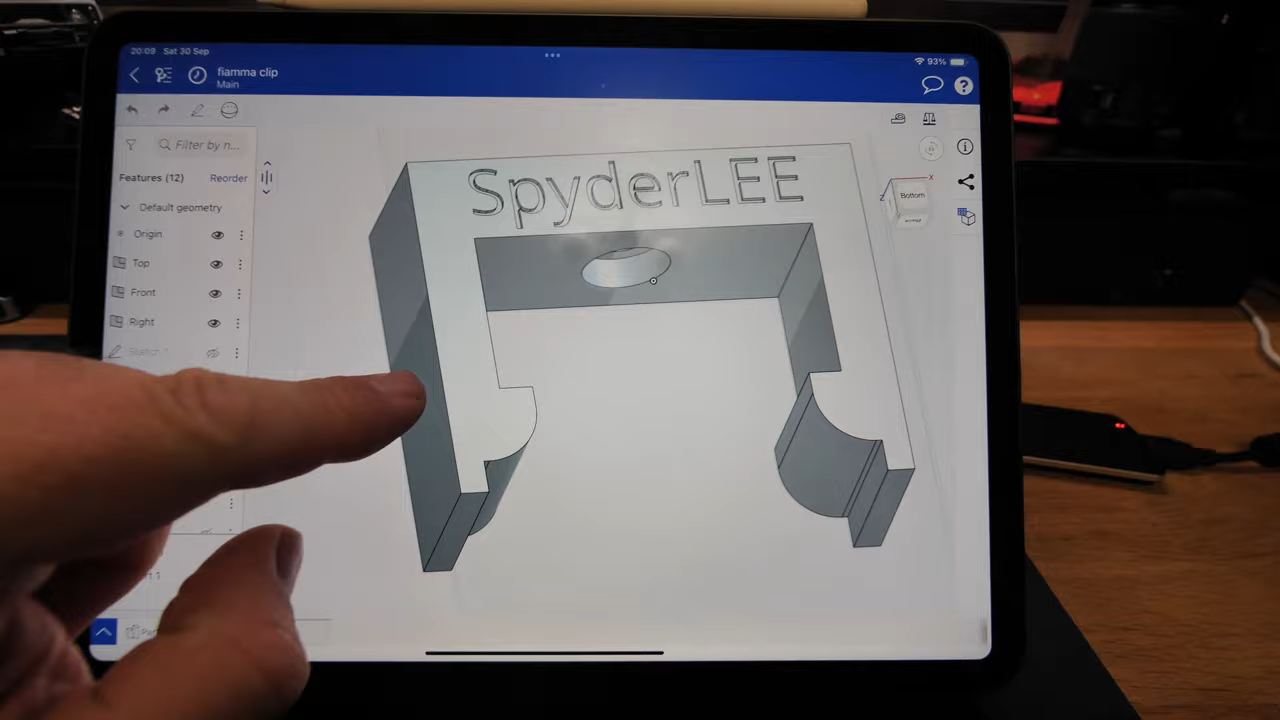 20:09 Sat 30 Sep
93%
fiamma clip
Main
?
Filter by n...
Features (12)
Reorder
Default geometry
Origin
Top
Front
Right
Sketch
SpyderLEE
X
Z
Bottom